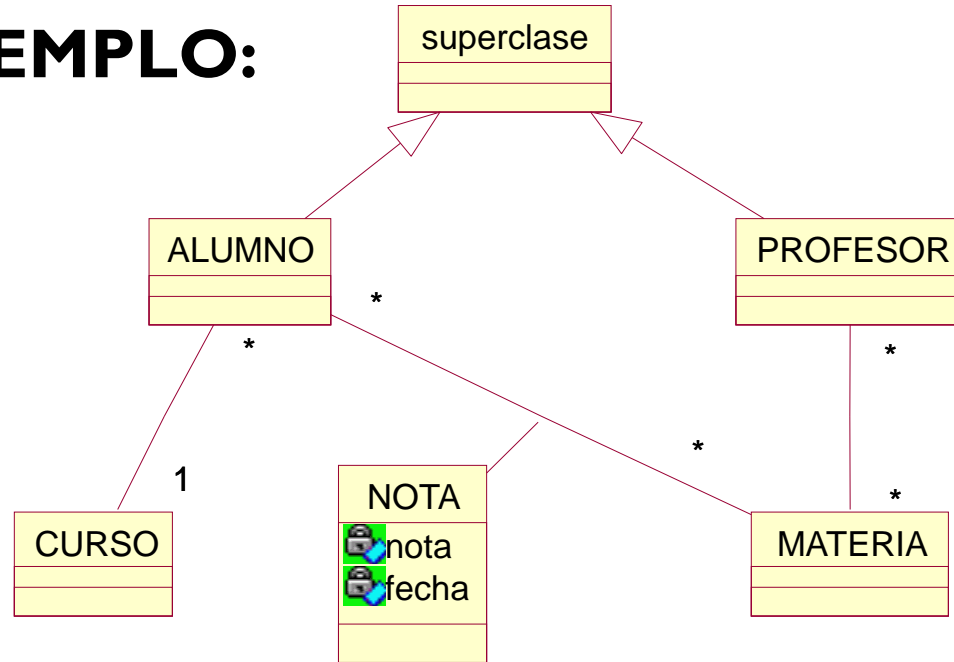 EMPLO:
superclase
ALUMNO
PROFESOR
*
*
*
1
*
*
CURSO
NOTA
nota
fecha
MATERIA